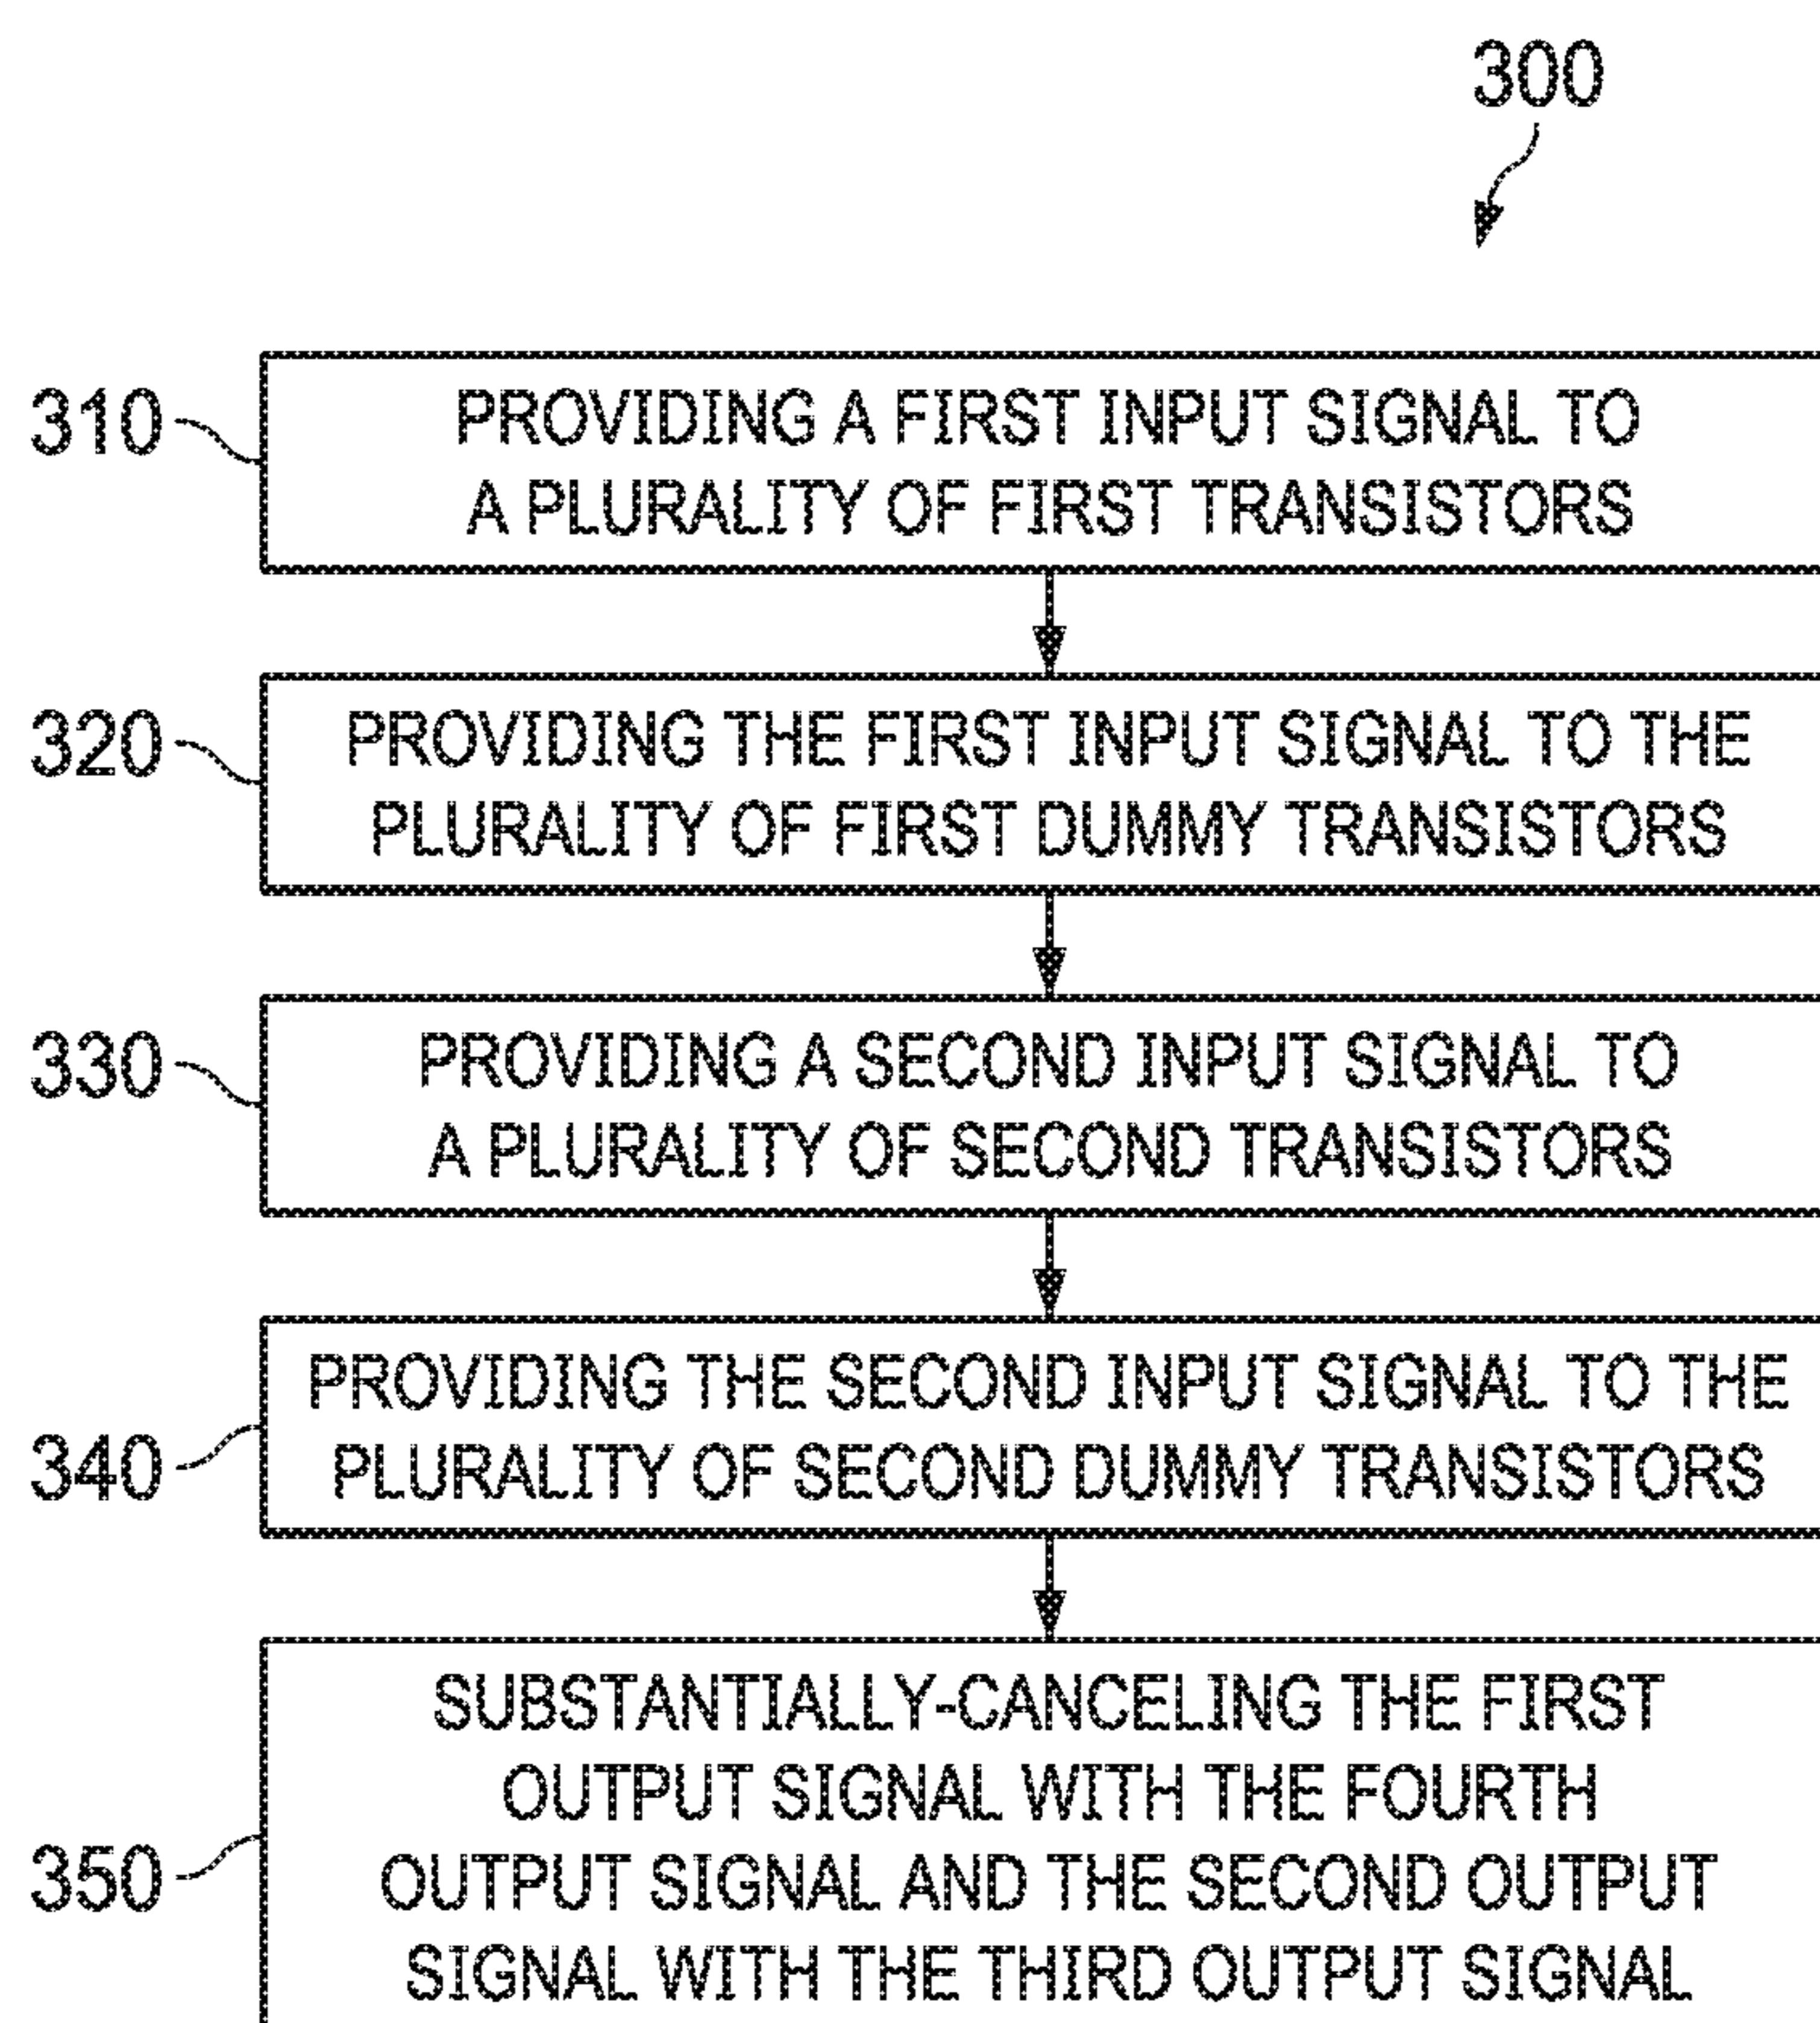 300
310
PROVIDING A FIRST INPUT SIGNAL TO
A PLURALITY OF FIRST TRANSISTORS
320
PROVIDING THE FIRST INPUT SIGNAL TO THE
PLURALITY OF FIRST DUMMY TRANSISTORS
330
PROVIDING A SECOND INPUT SIGNAL TO
A PLURALITY OF SECOND TRANSISTORS
340
PROVIDING THE SECOND INPUT SIGNAL TO THE
PLURALITY OF SECOND DUMMY TRANSISTORS
350
SUBSTANTIALLY-CANCELING THE FIRST
OUTPUT SIGNAL WITH THE FOURTH
OUTPUT SIGNAL AND THE SECOND OUTPUT
SIGNAL WITH THE THIRD OUTPUT SIGNAL